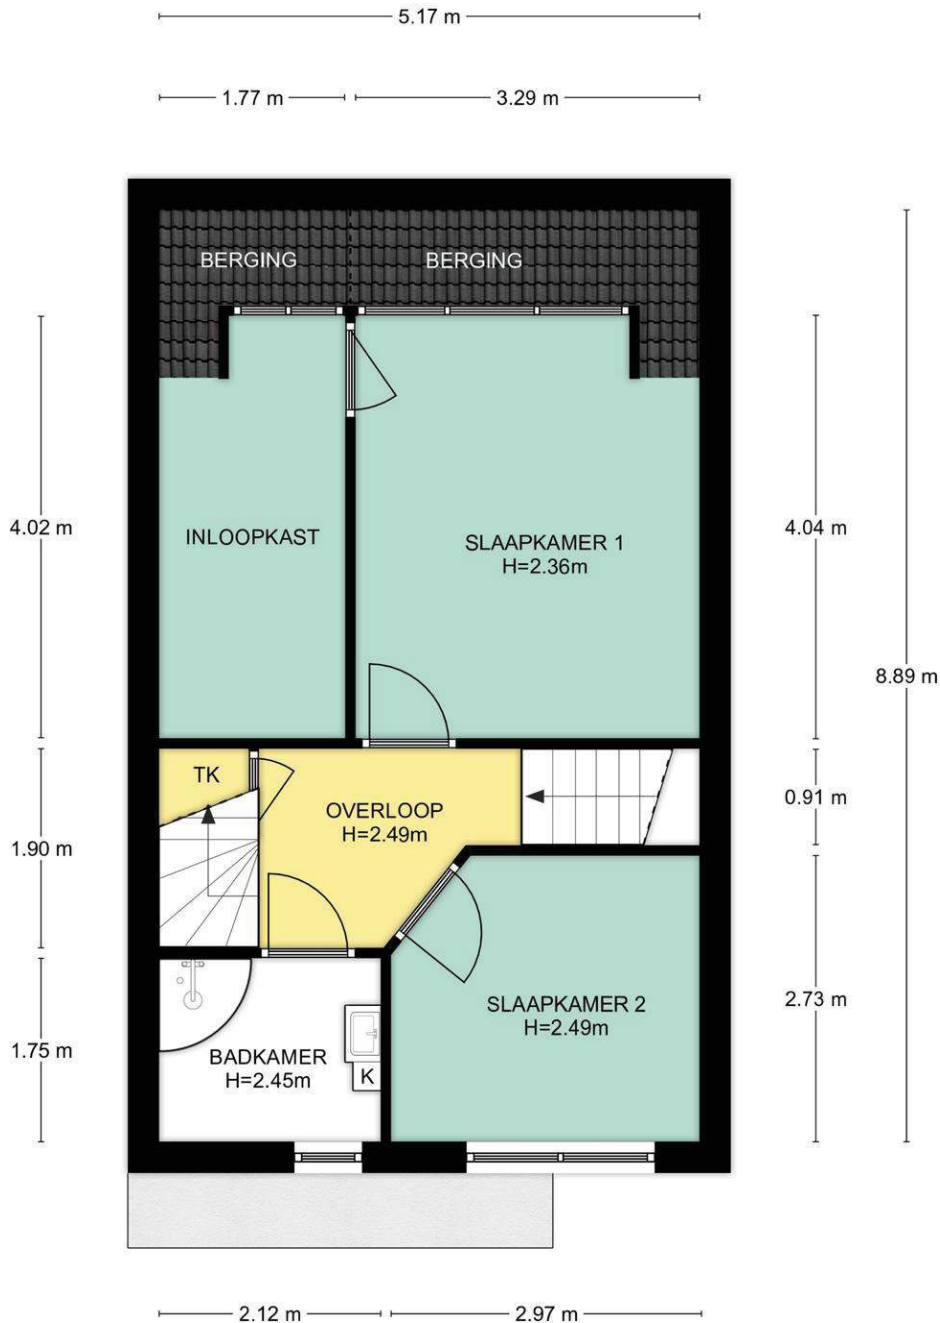 5.17 m
1.77 m
3.29 m
BERGING
BERGING
4.02 m
INLOOPKAST
SLAAPKAMER 1
H=2.36m
4.04 m
8.89 m
TK
OVERLOOP
H=2.49m
0.91 m
1.90 m
SLAAPKAMER 2
H=2.49m
2.73 m
1.75 m
BADKAMER
H=2.45m
K
2.12 m
2.97 m